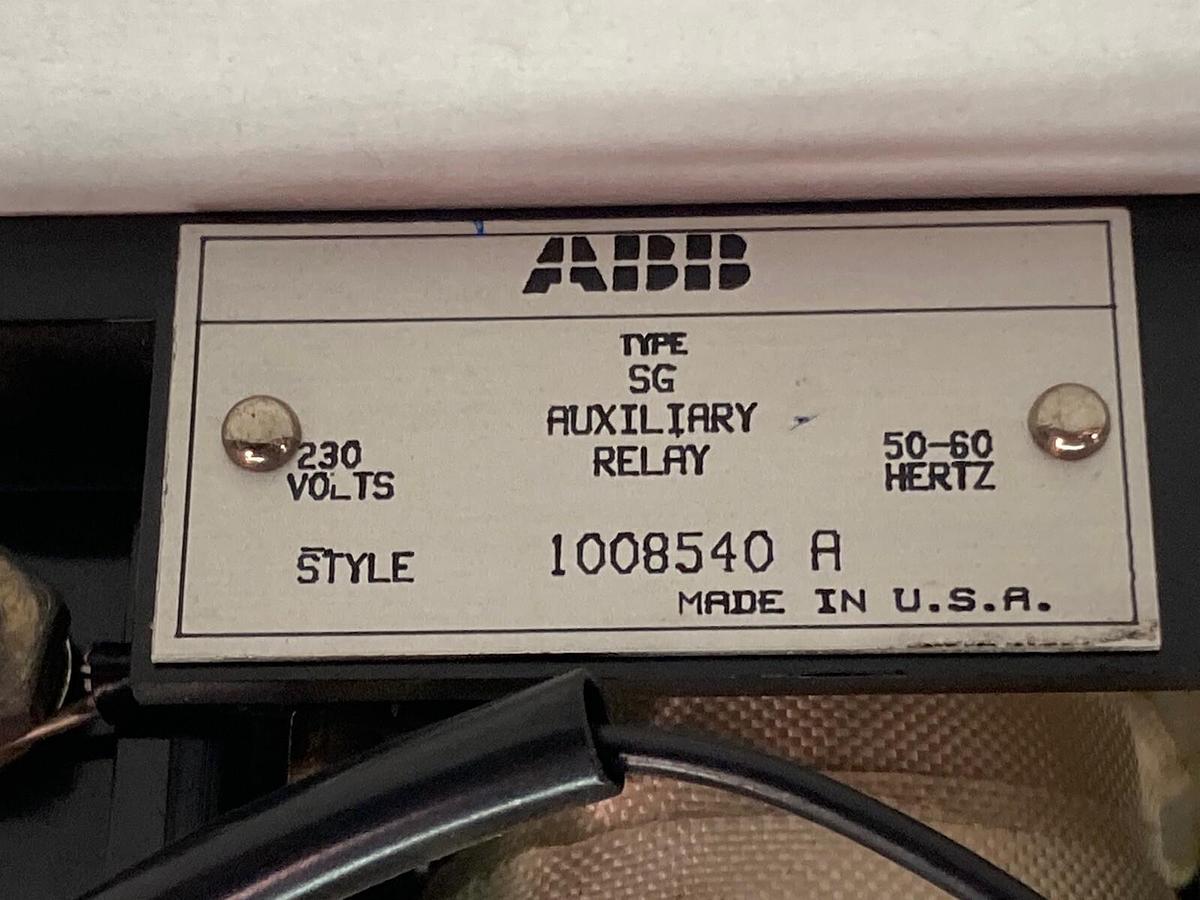 ABB
TYPE
SG
AUXILIARY
RELAY
230
VOLTS
50-60
HERTZ
STYLE 1008540 A
MADE IN U.S.A.